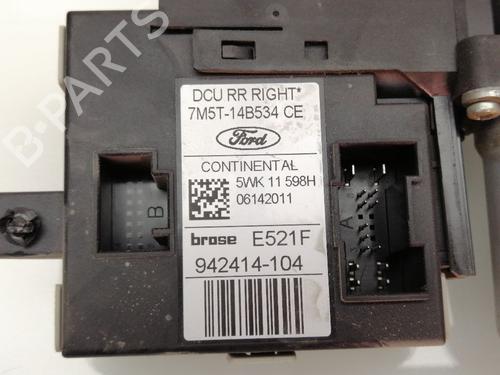 DCU RR RIGHT*
7M5T-14B534 CE
Ford
CONTINENTAL
5WK 11 598H
06142011
brose E521F
942414-104
B
A
B-PARTS